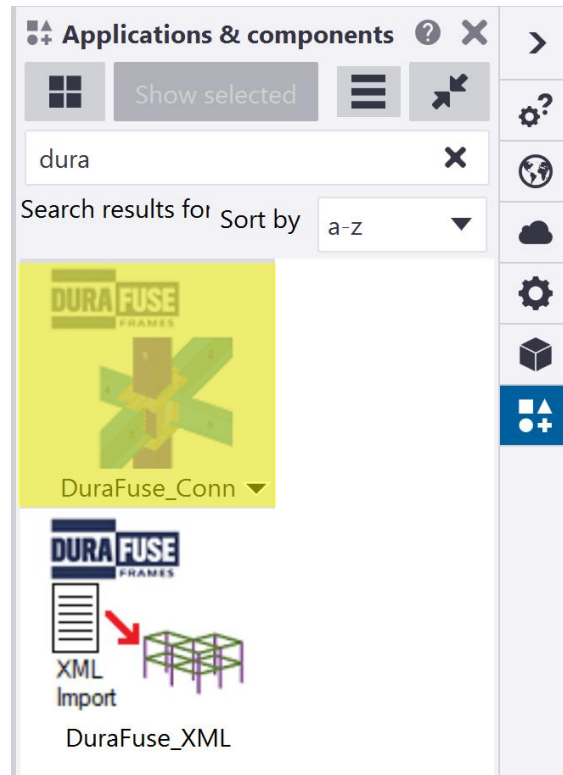 Applications & components
Show selected
dura
Search results for Sort by a-z
DURA FUSE
FRAMES
DuraFuse_Conn
DURA FUSE
FRAMES
XML
Import
DuraFuse_XML